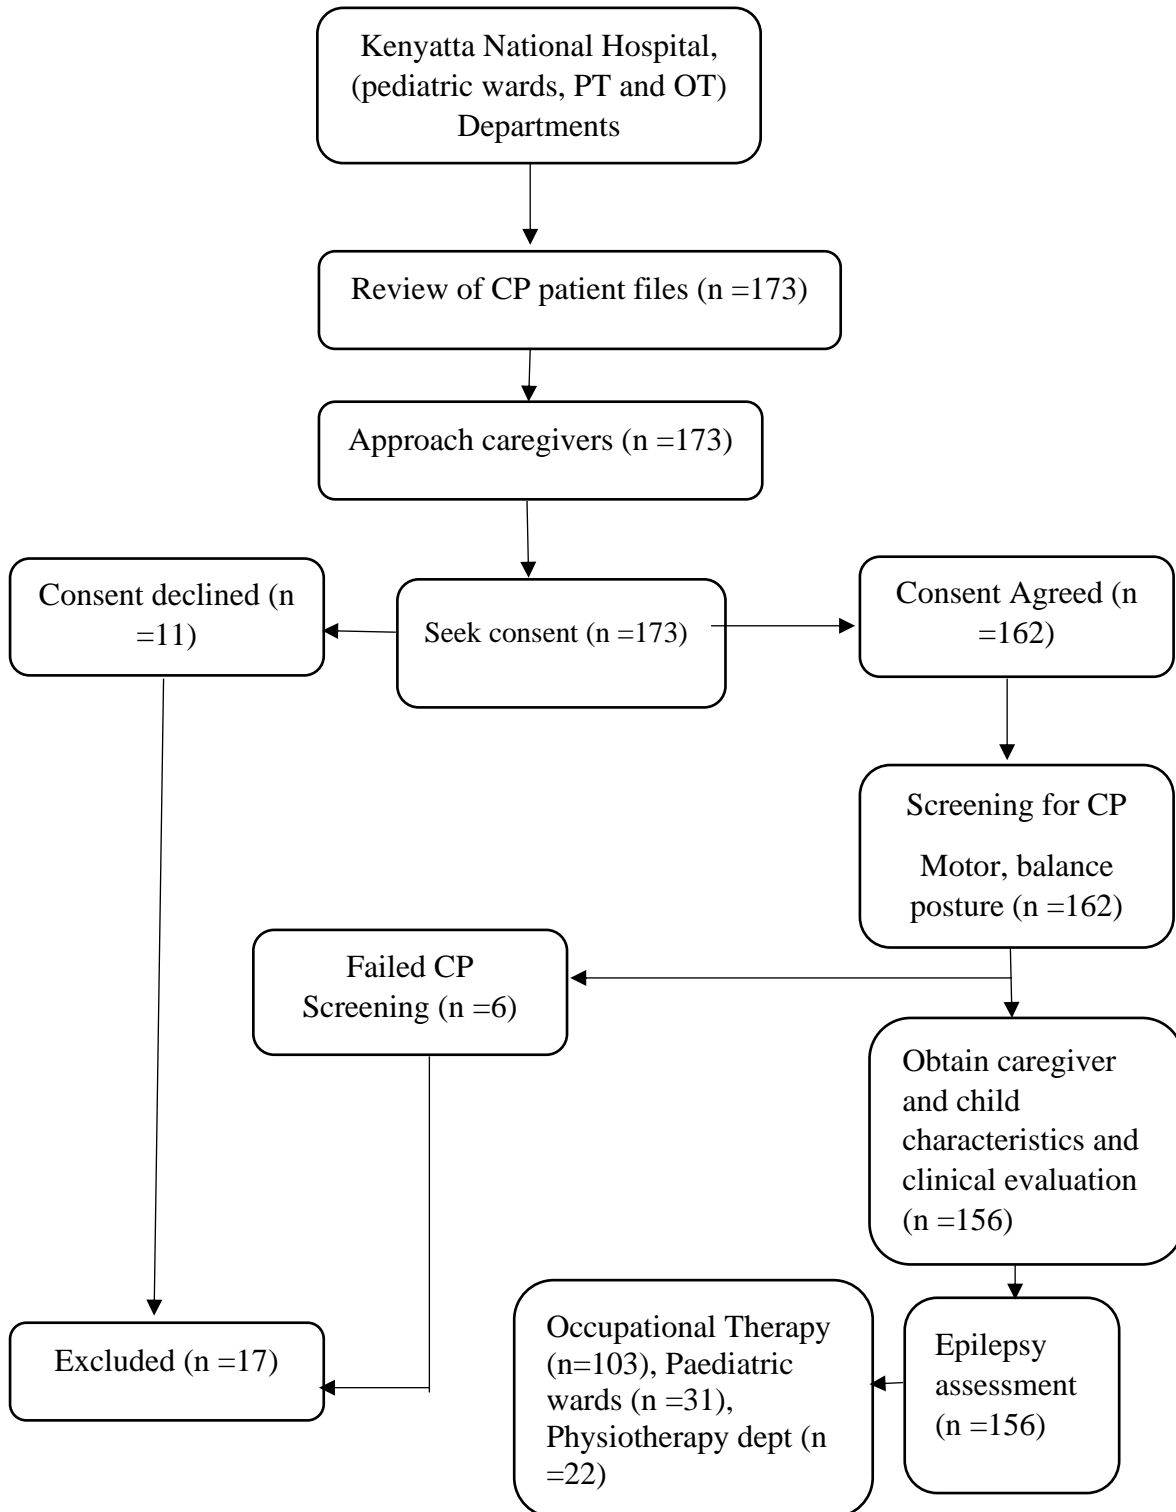 Kenyatta National Hospital,
(pediatric wards, PT and OT)
Departments
Review of CP patient files (n =173)
Approach caregivers (n =173)
Consent declined (n
=11)
Seek consent (n =173)
Consent Agreed (n
=162)
Screening for CP
Motor, balance
posture (n =162)
Failed CP
Screening (n =6)
Obtain caregiver
and child
characteristics and
clinical evaluation
(n =156)
Excluded (n =17)
Occupational Therapy
(n=103), Paediatric
wards (n =31),
Physiotherapy dept (n
=22)
Epilepsy
assessment
(n =156)